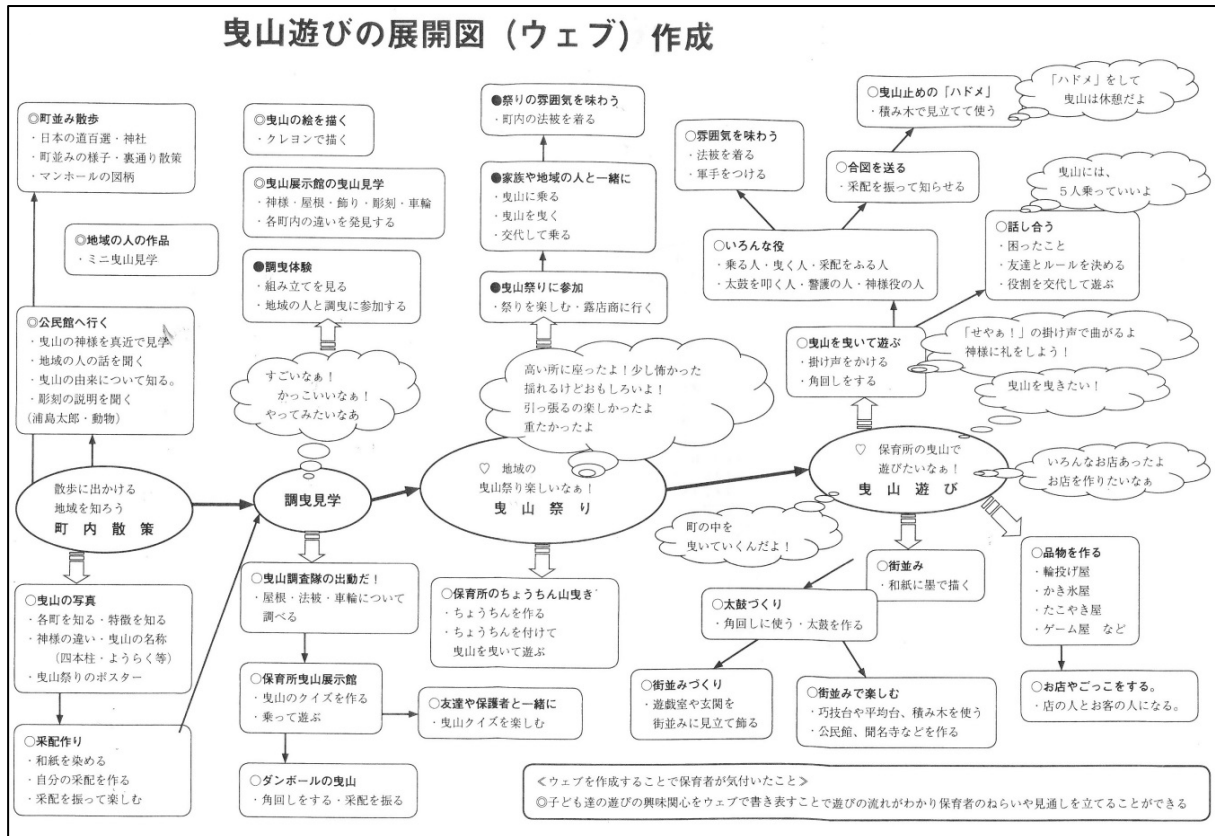 曳山遊びの展開図（ウェブ）作成
◎町並み散歩
・日本の道百選・神社
・町並みの様子・裏通り散策
・マンホールの図柄
◎地域の人の作品
・ミニ曳山見学
◎公民館へ行く
・曳山の神様を真近で見学
・地域の人の話を聞く
・曳山の由来について知る。
・彫刻の説明を聞く
(浦島太郎・動物)
散歩に出かける
地域を知ろう
町内散策
◎曳山の写真
・各町を知る・特徴を知る
・神様の違い・曳山の名称
（四本柱・ようらく等）
・曳山祭りのポスター
○采配作り
・和紙を染める
・自分の采配を作る
・采配を振って楽しむ
◎曳山の絵を描く
・クレヨンで描く
◎曳山展示館の曳山見学
・神様・屋根・飾り・彫刻・車輪
・各町内の違いを発見する
●調曳体験
・組み立てを見る
・地域の人と調曳に参加する
すごいなぁ！
かっこいいなぁ！
やってみたいなあ
調曳見学
○曳山調査隊の出動だ！
・屋根・法被・車輪について
調べる
○保育所曳山展示館
・曳山のクイズを作る
・乗って遊ぶ
○友達や保護者と一緒に
・曳山クイズを楽しむ
○ダンボールの曳山
・角回しをする・采配を振る
●祭りの雰囲気を味わう
・町内の法被を着る
●家族や地域の人と一緒に
・曳山に乗る
・曳山を曳く
・交代して乗る
●曳山祭りに参加
・祭りを楽しむ・露店商に行く
高い所に座ったよ！少し怖かった
揺れるけどおもしろいよ！
引っ張るの楽しかったよ
重たかったよ
♡ 地域の
曳山祭り楽しいなぁ！
曳山祭り
○保育所のちょうちん山曳き
・ちょうちんを作る
・ちょうちんを付けて
曳山を曳いて遊ぶ
○曳山止めの「ハドメ」
・積み木で見立てて使う
「ハドメ」をして
曳山は休憩だよ
○雰囲気を味わう
・法被を着る
・軍手をつける
○合図を送る
・采配を振って知らせる
曳山には、
５人乗っていいよ
○話し合う
・困ったこと
・友達とルールを決める
・役割を交代して遊ぶ
○いろんな役
・乗る人・曳く人・采配をふる人
・太鼓を叩く人・警護の人・神様役の人
○曳山を曳いて遊ぶ
・掛け声をかける
・角回しをする
「せやぁ！」の掛け声で曲がるよ
神様に礼をしよう！
曳山を曳きたい！
♡ 保育所の曳山で
遊びたいなぁ！
曳山遊び
いろんなお店あったよ
お店を作りたいなぁ
町の中を
曳いていくんだよ！
○街並み
・和紙に墨で描く
○太鼓づくり
・角回しに使う・太鼓を作る
○街並みづくり
・遊戯室や玄関を
街並みに見立て飾る
○街並みで楽しむ
・巧技台や平均台、積み木を使う
・公民館、聞名寺などを作る
○品物を作る
・輪投げ屋
・かき氷屋
・たこやき屋
・ゲーム屋 など
○お店やごっこをする。
・店の人とお客の人になる。
≪ウェブを作成することで保育者が気付いたこと≫
◎子ども達の遊びの興味関心をウェブで書き表すことで遊びの流れがわかり保育者のねらいや見通しを立てることができる